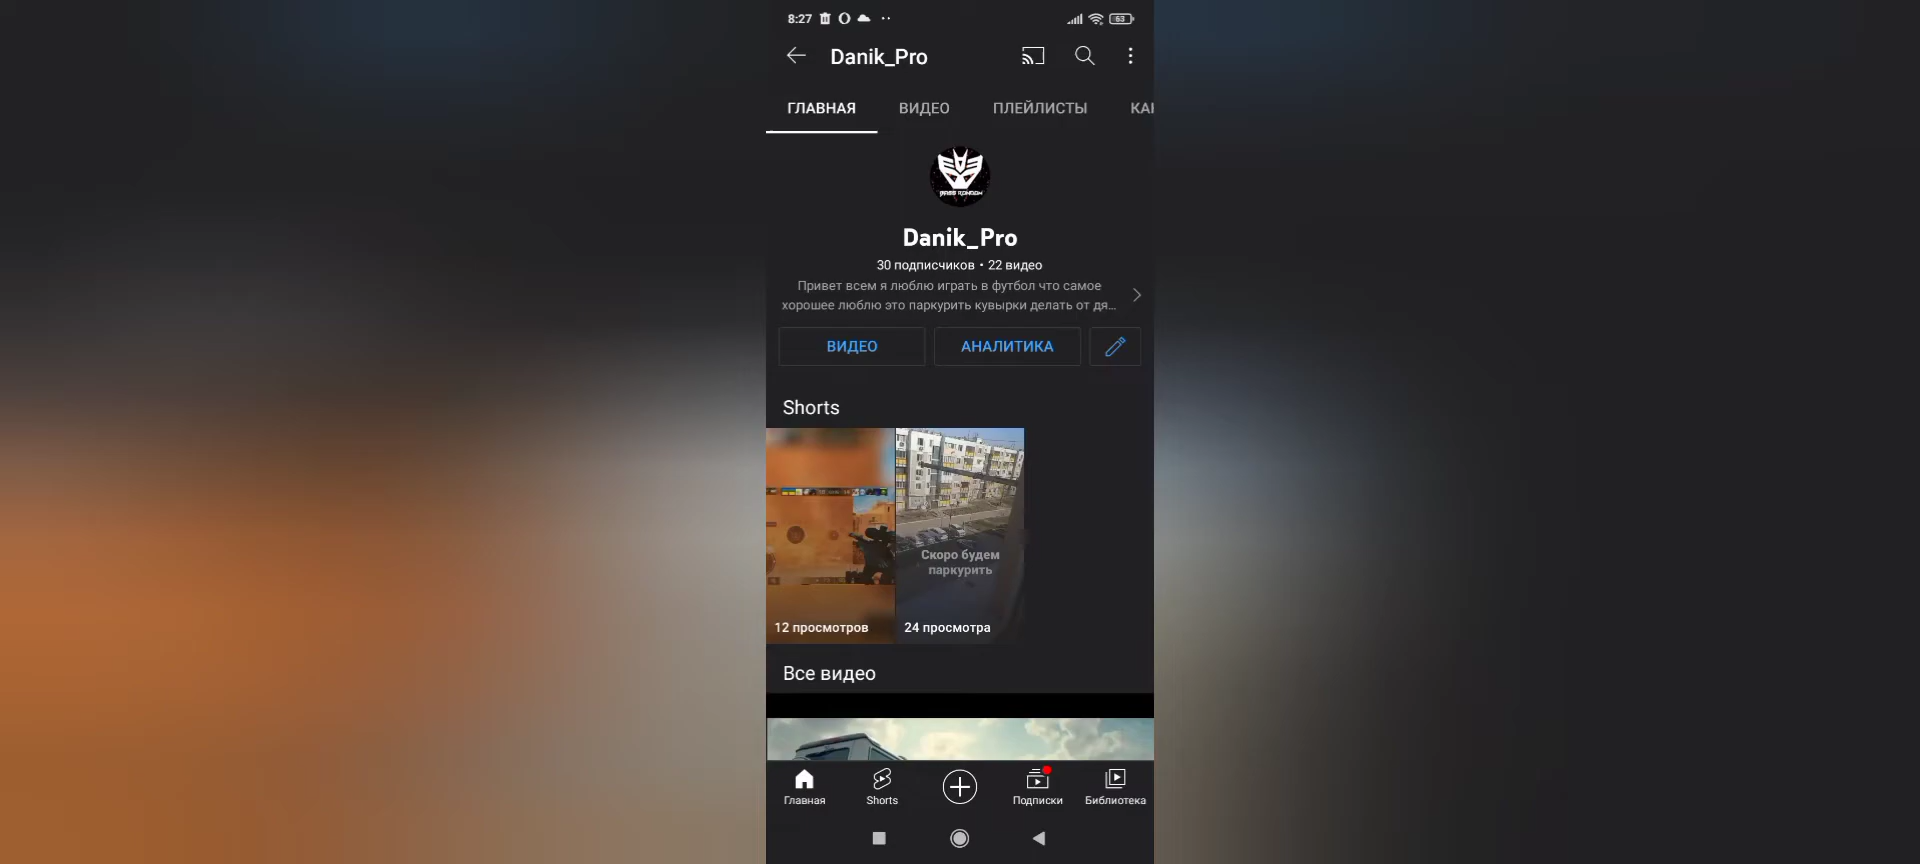 8:27
63
Danik_Pro
ГЛАВНАЯ ВИДЕО ПЛЕЙЛИСТЫ
Danik_Pro
30 подписчиков • 22 видео
Привет всем я люблю играть в футбол что самое
хорошее люблю это паркурить кувырки делать от дя...
ВИДЕО АНАЛИТИКА
Shorts
Скоро будем
паркурить
12 просмотров 24 просмотра
Все видео
Главная Shorts Подписки Библиотека